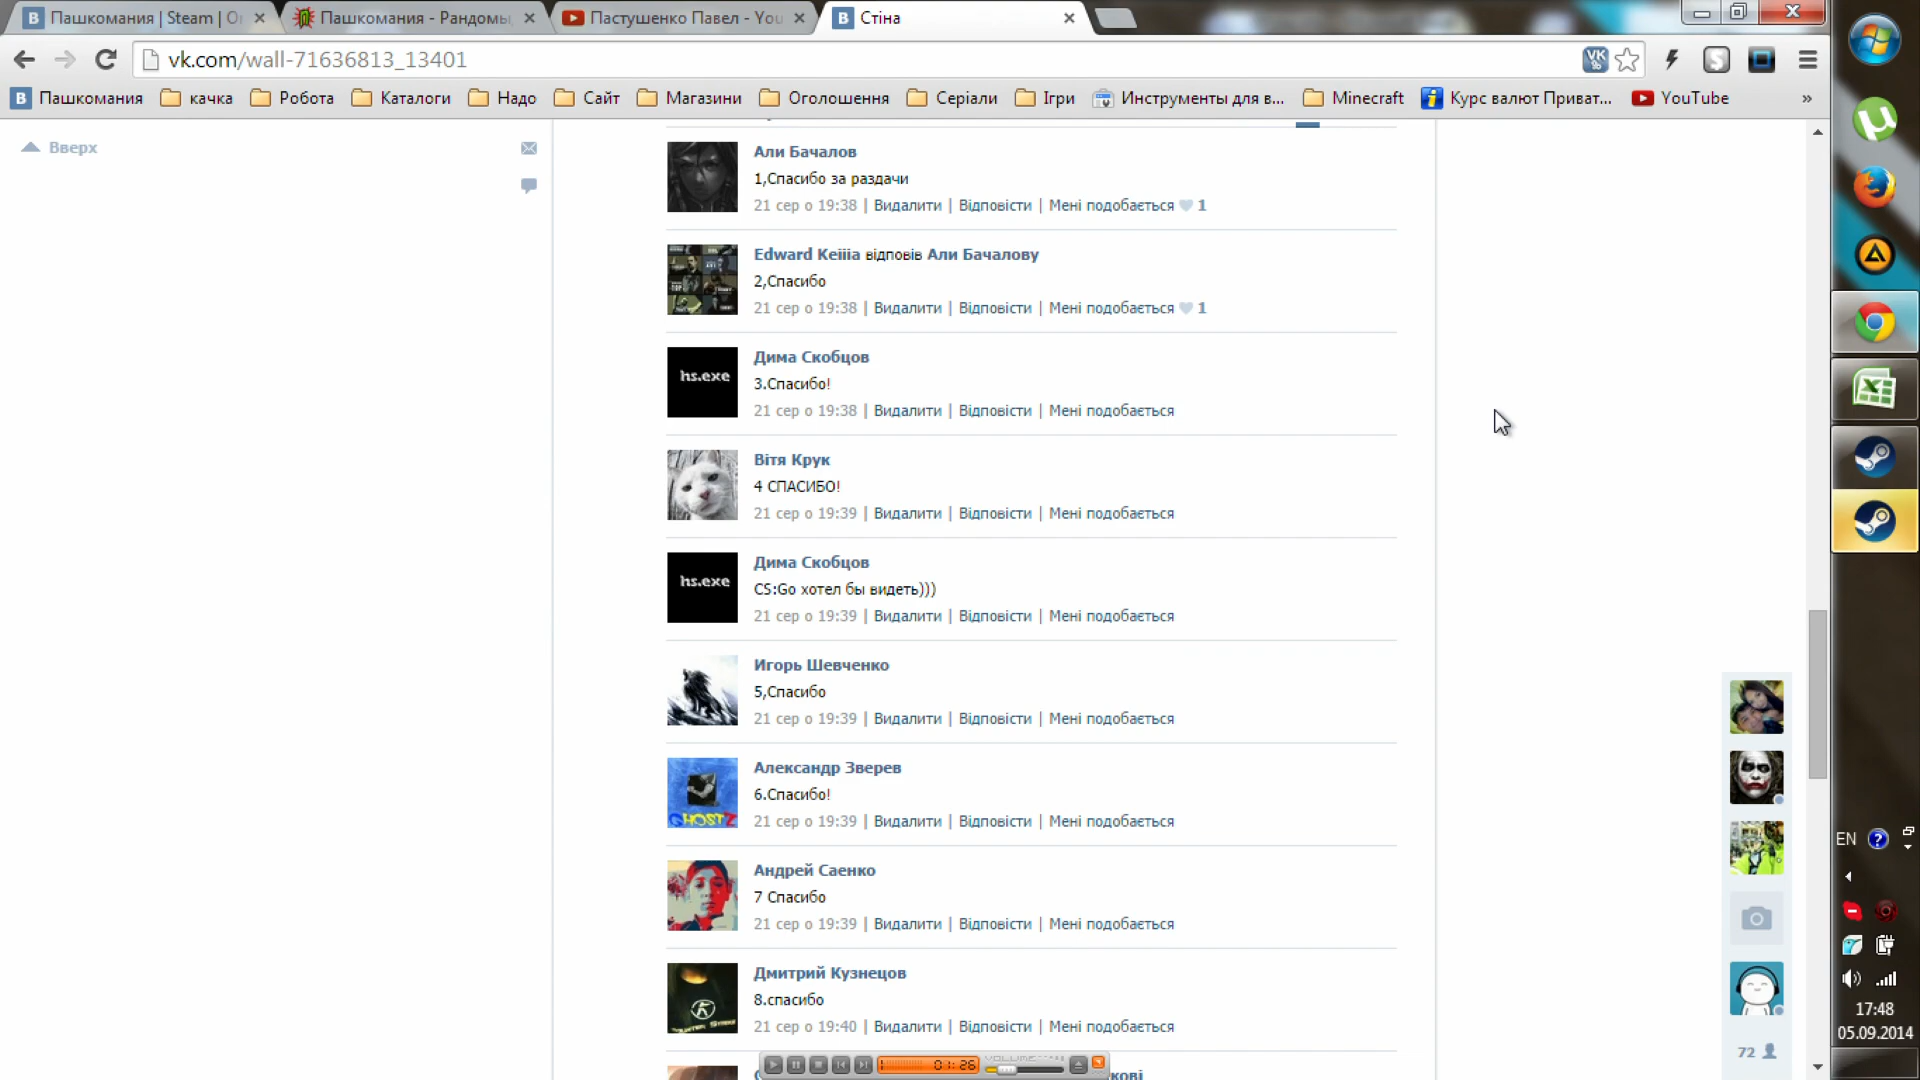 Пашкомания | Steam | Or
Пашкомания - Рандомы,
Пастушенко Павел - You
Стіна
vk.com/wall-71636813_13401
Пашкомания
качка
Робота
Каталоги
Надо
Сайт
Магазини
Оголошення
Серіали
Ігри
Инструменты для в...
Minecraft
Курс валют Приват...
YouTube
»
Вверх
Али Бачалов
1,Спасибо за раздачи
21 сер о 19:38 | Видалити | Відповісти | Мені подобається 1
Edward Keiiia відповів Али Бачалову
2,Спасибо
21 сер о 19:38 | Видалити | Відповісти | Мені подобається 1
hs.exe
Дима Скобцов
3.Спасибо!
21 сер о 19:38 | Видалити | Відповісти | Мені подобається
Вітя Крук
4 СПАСИБО!
21 сер о 19:39 | Видалити | Відповісти | Мені подобається
hs.exe
Дима Скобцов
CS:Go хотел бы видеть)))
21 сер о 19:39 | Видалити | Відповісти | Мені подобається
Игорь Шевченко
5,Спасибо
21 сер о 19:39 | Видалити | Відповісти | Мені подобається
Александр Зверев
6.Спасибо!
21 сер о 19:39 | Видалити | Відповісти | Мені подобається
GHOSTZ
Андрей Саенко
7 Спасибо
21 сер о 19:39 | Видалити | Відповісти | Мені подобається
Дмитрий Кузнецов
8.спасибо
21 сер о 19:40 | Видалити | Відповісти | Мені подобається
01:26
VOLUME
EN
17:48
05.09.2014
72